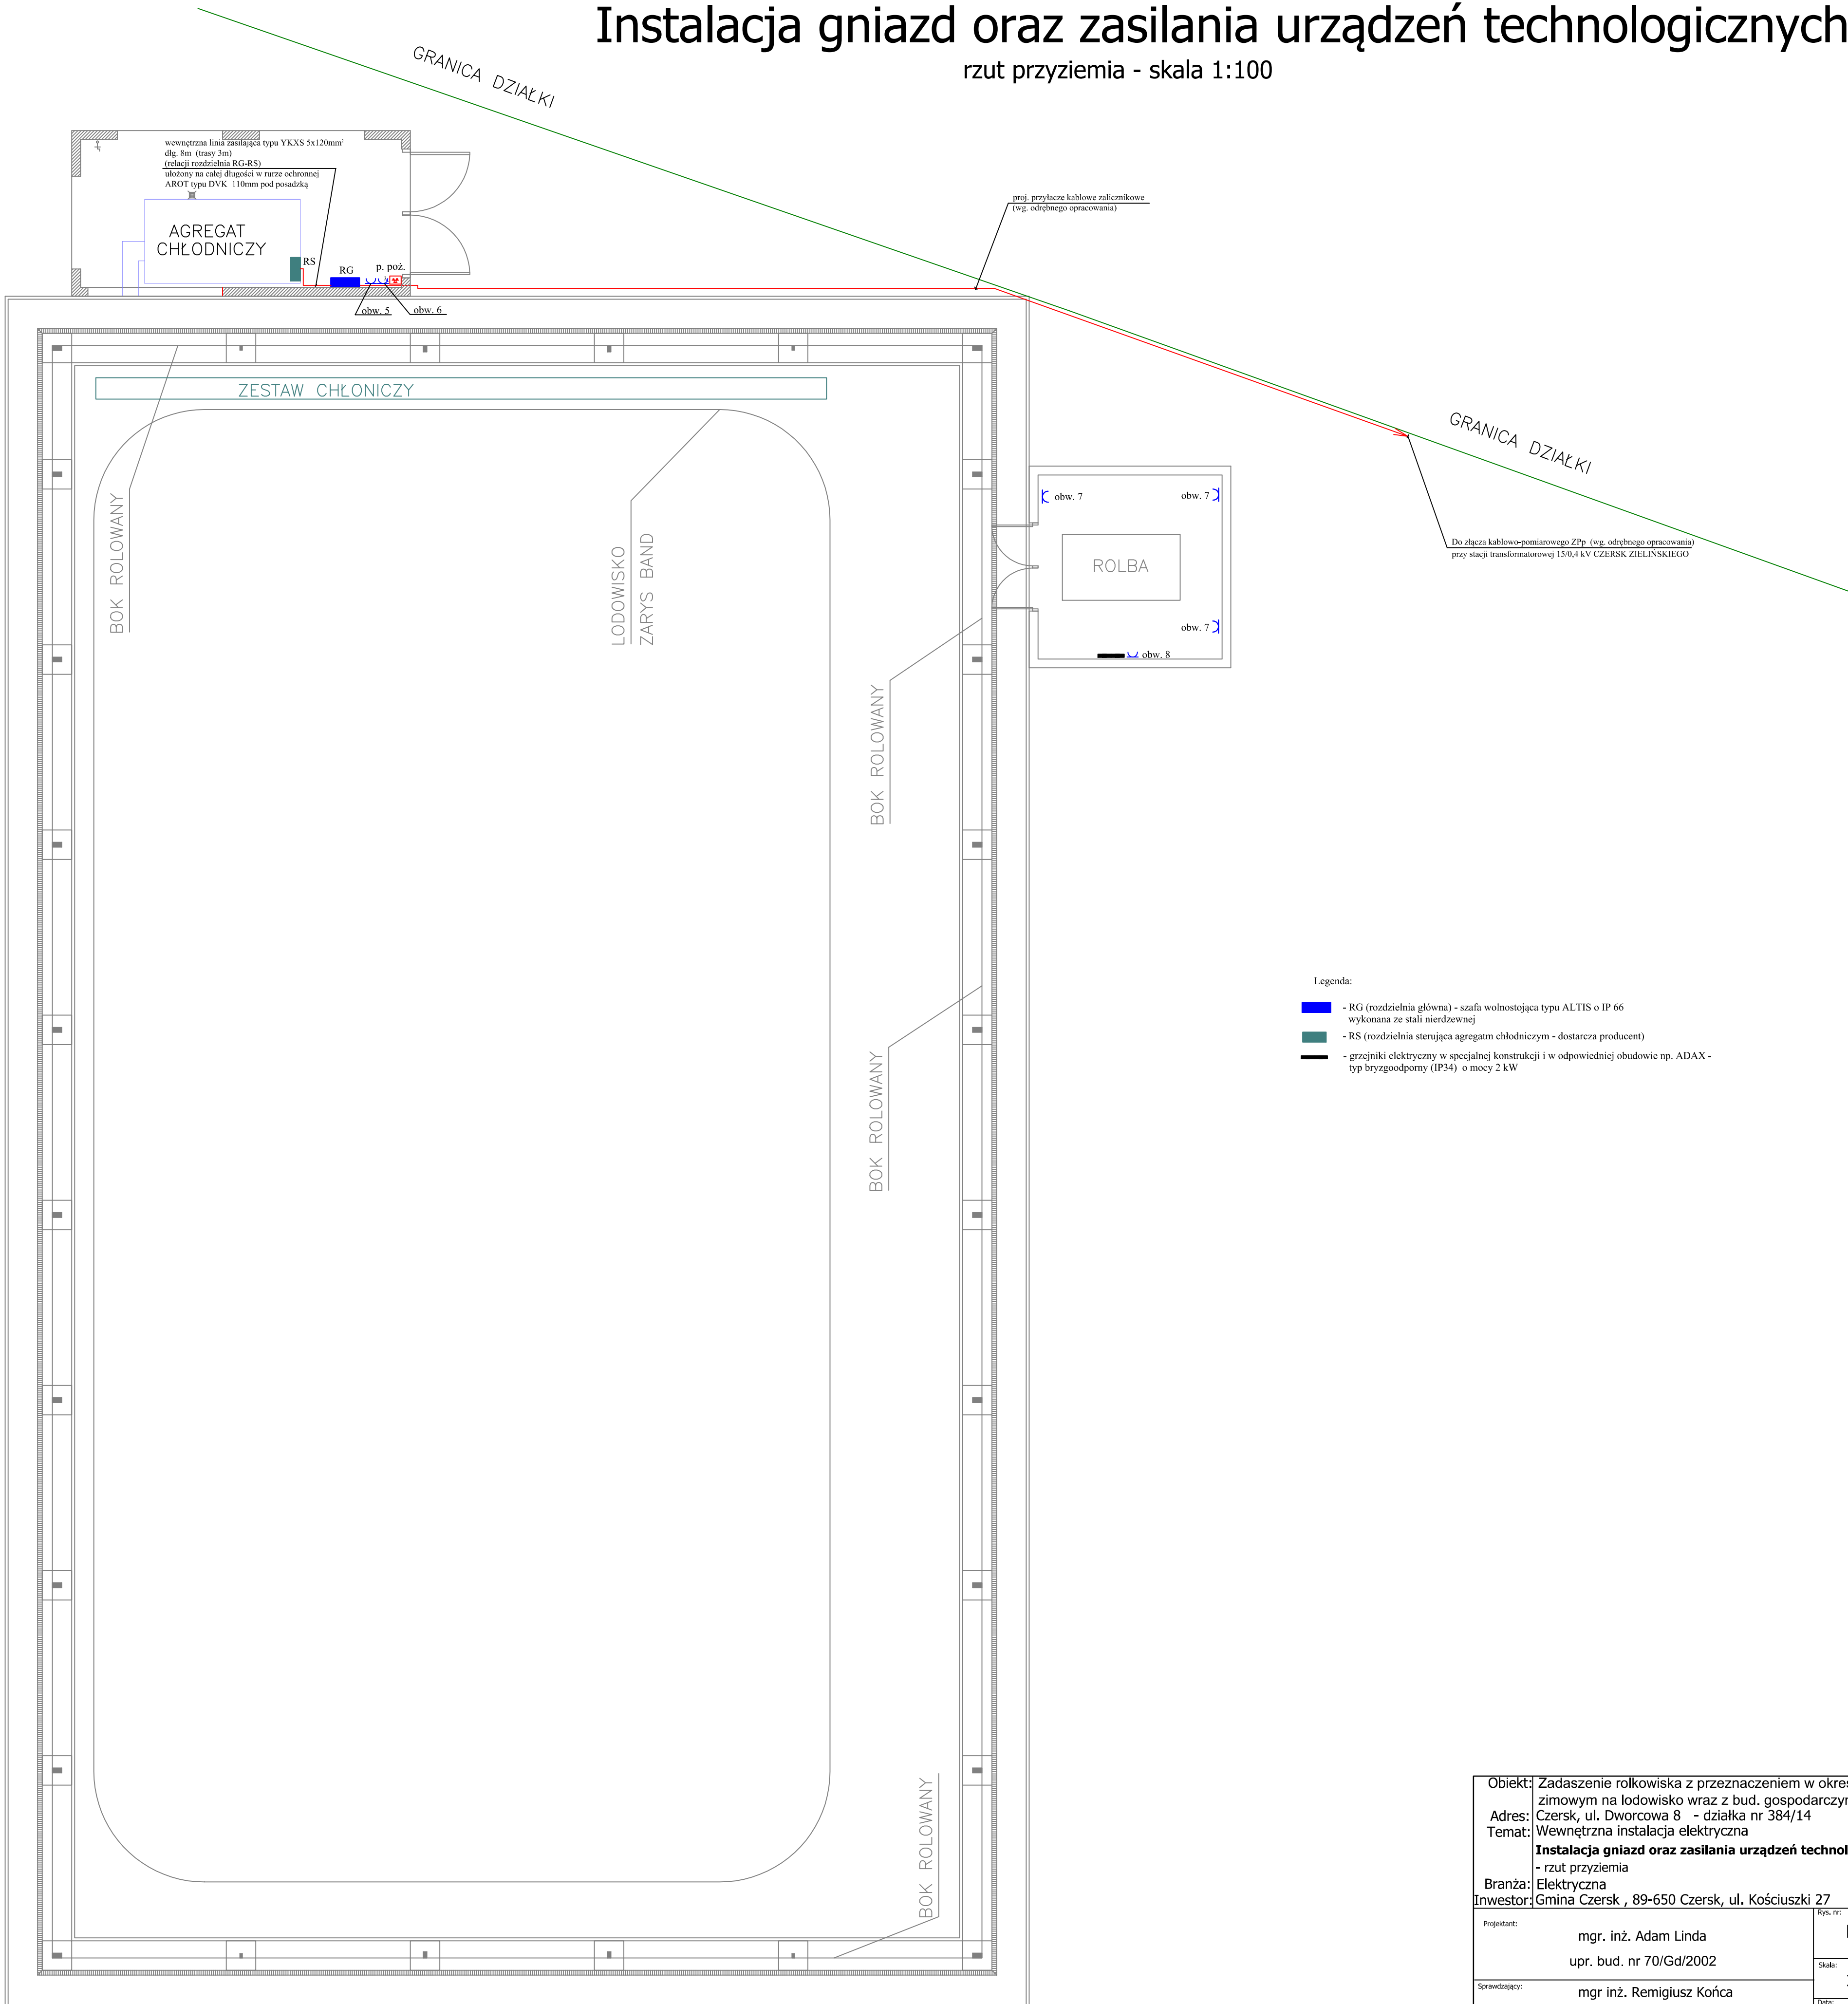 Instalacja gniazd oraz zasilania urządzeń technologicznych
rzut przyziemia - skala 1:100
GRANICA DZIAŁKI
wewnętrzna linia zasilająca typu YKXS 5x120mm²
dłg. 8m (trasy 3m)
(relacji rozdzielnia RG-RS)
ułożony na całej długości w rurze ochronnej
AROT typu DVK 110mm pod posadzką
AGREGAT
CHŁODNICZY
RS
RG
p. poż.
obw. 5
obw. 6
proj. przyłacze kablowe zalicznikowe
(wg. odrębnego opracowania)
ZESTAW CHŁONICZY
BOK ROLOWANY
LODOWISKO
ZARYS BAND
GRANICA DZIAŁKI
obw. 7
obw. 7
ROLBA
obw. 7
obw. 8
Do złącza kablowo-pomiarowego ZPp (wg. odrębnego opracowania)
przy stacji transformatorowej 15/0,4 kV CZERSK ZIELIŃSKIEGO
BOK ROLOWANY
BOK ROLOWANY
BOK ROLOWANY
Legenda:
- RG (rozdzielnia główna) - szafa wolnostojąca typu ALTIS o IP 66
wykonana ze stali nierdzewnej
- RS (rozdzielnia sterująca agregatm chłodniczym - dostarcza producent)
- grzejniki elektryczny w specjalnej konstrukcji i w odpowiedniej obudowie np. ADAX -
typ bryzgoodporny (IP34) o mocy 2 kW
Obiekt: Zadaszenie rolkowiska z przeznaczeniem w
zimowym na lodowisko wraz z bud.
Adres: Czersk, ul. Dworcowa 8 - działka nr 384/14
Temat: Wewnętrzna instalacja elektryczna
Instalacja gniazd oraz zasilania urządzeń
- rzut przyziemia
Branża: Elektryczna
Inwestor: Gmina Czersk , 89-650 Czersk, ul. Kościuszki 27
Projektant:
mgr. inż. Adam Linda
upr. bud. nr 70/Gd/2002
Rys. nr:
Skala:
Sprawdzający:
mgr inż. Remigiusz Końca
Data: